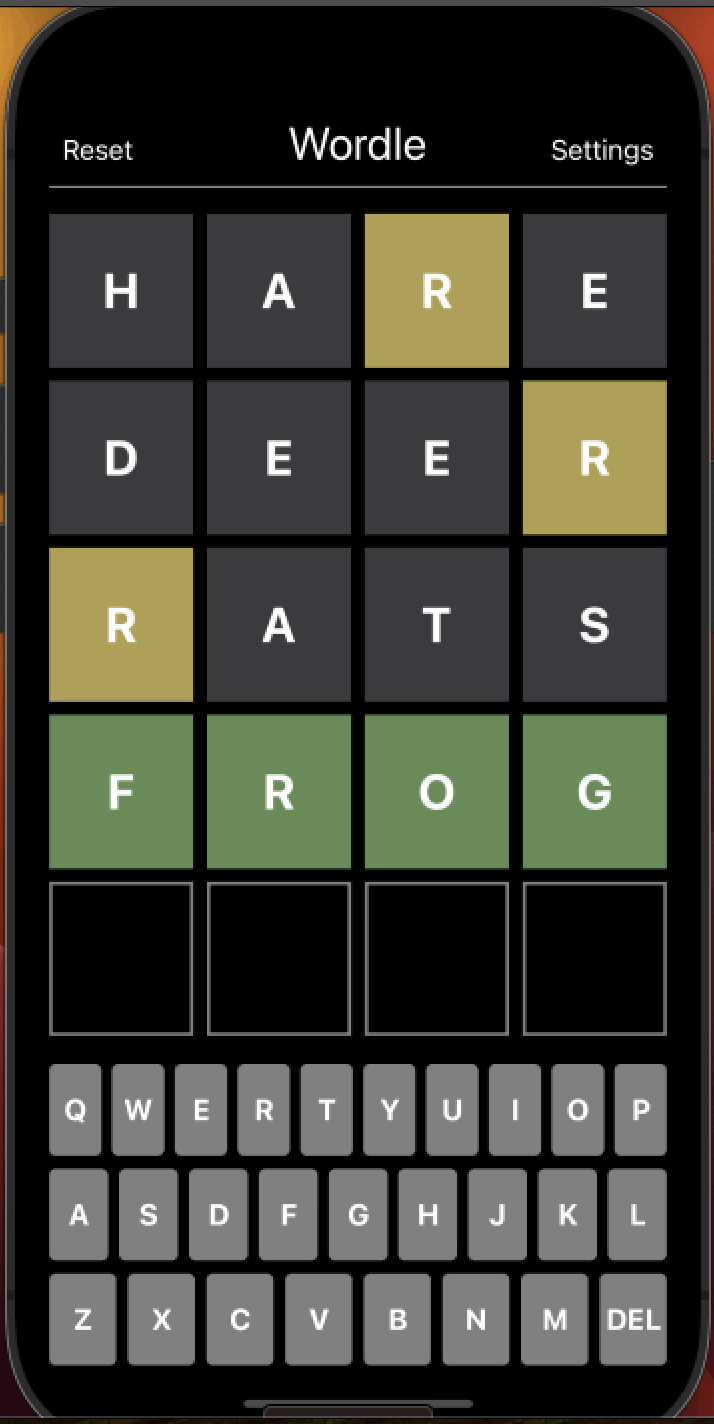 Reset Wordle Settings
H A R E
D E E R
R A T S
F R O G
Q W E R T Y U I O P
A S D F G H J K L
Z X C V B N M DEL